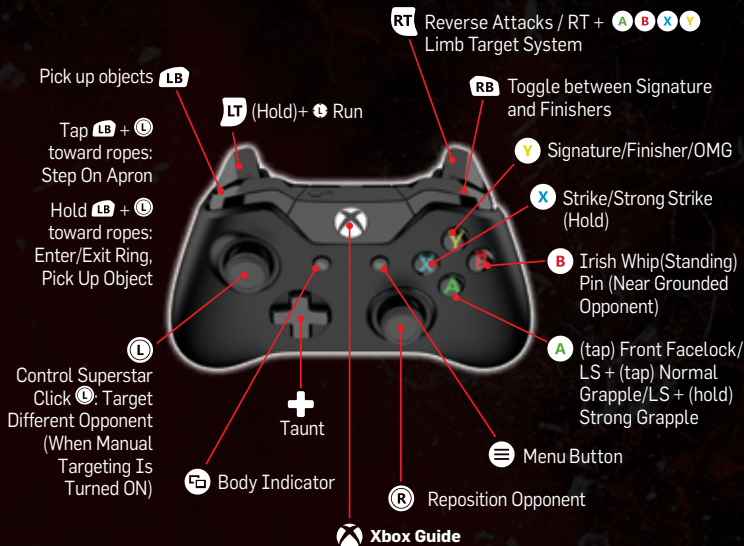 RT Reverse Attacks / RT + A B X Y
Limb Target System
Pick up objects LB
RB Toggle between Signature
and Finishers
LT (Hold)+ L Run
Tap LB + L
toward ropes:
Step On Apron
Y Signature/Finisher/OMG
X Strike/Strong Strike
(Hold)
Hold LB + L
toward ropes:
Enter/Exit Ring,
Pick Up Object
B Irish Whip(Standing)
Pin (Near Grounded
Opponent)
Y
X B
A
L
Control Superstar
Click L: Target
Different Opponent
(When Manual
Targeting Is
Turned ON)
A (tap) Front Facelock/
LS + (tap) Normal
Grapple/LS + (hold)
Strong Grapple
Taunt
Menu Button
Body Indicator
R Reposition Opponent
Xbox Guide